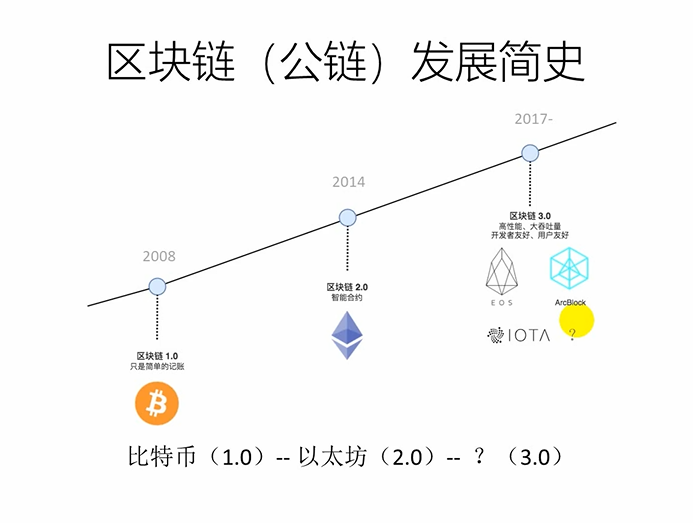 区块链（公链）发展简史
2017-
2014
2008
区块链 3.0
高性能、大吞吐量
开发者友好、用户友好
EOS
ArcBlock
IOTA ?
区块链 2.0
智能合约
区块链 1.0
只是简单的记账
比特币（1.0）-- 以太坊（2.0）-- ？（3.0）